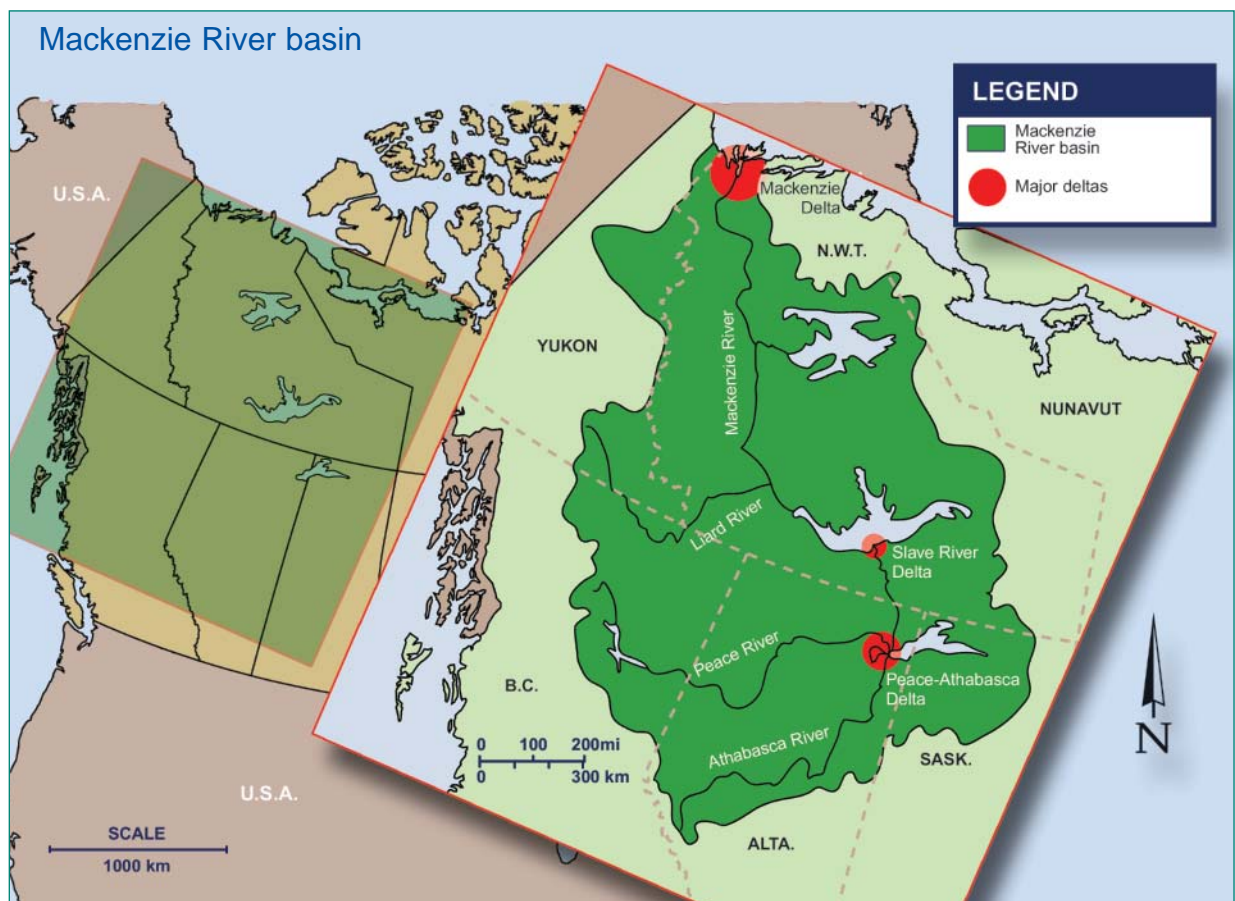 Mackenzie River basin
LEGEND
Mackenzie
River basin
Major deltas
U.S.A.
Mackenzie
Delta
N.W.T.
YUKON
Mackenzie River
NUNAVUT
Liard River
Slave River
Delta
Peace River
Peace-Athabasca
Delta
B.C.
0 100 200mi
0 300 km
Athabasca River
SASK.
N
U.S.A.
ALTA.
SCALE
1000 km